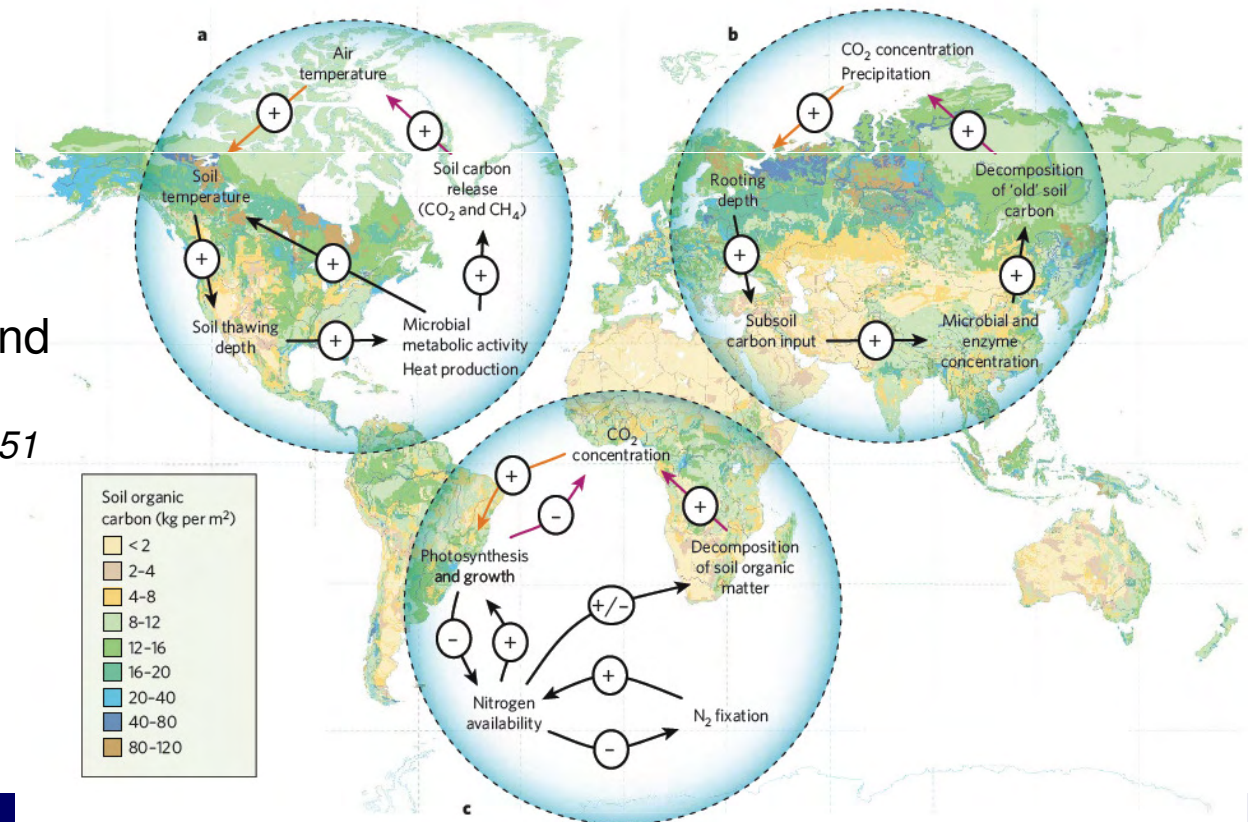 a
Air
temperature
+
+
Soil
temperature
Soil carbon
release
(CO₂ and CH₄)
+
+
+
Soil thawing
depth
+
Microbial
metabolic activity
Heat production
b
CO₂ concentration
Precipitation
+
+
Rooting
depth
Decomposition
of 'old' soil
carbon
+
+
Subsoil
carbon input
+
Microbial and
enzyme
concentration
nd
51
CO₂
concentration
+
−
+
Photosynthesis
and growth
Decomposition
of soil organic
matter
+/−
−
+
+
Nitrogen
availability
N₂ fixation
−
c
Soil organic
carbon (kg per m²)
< 2
2–4
4–8
8–12
12–16
16–20
20–40
40–80
80–120